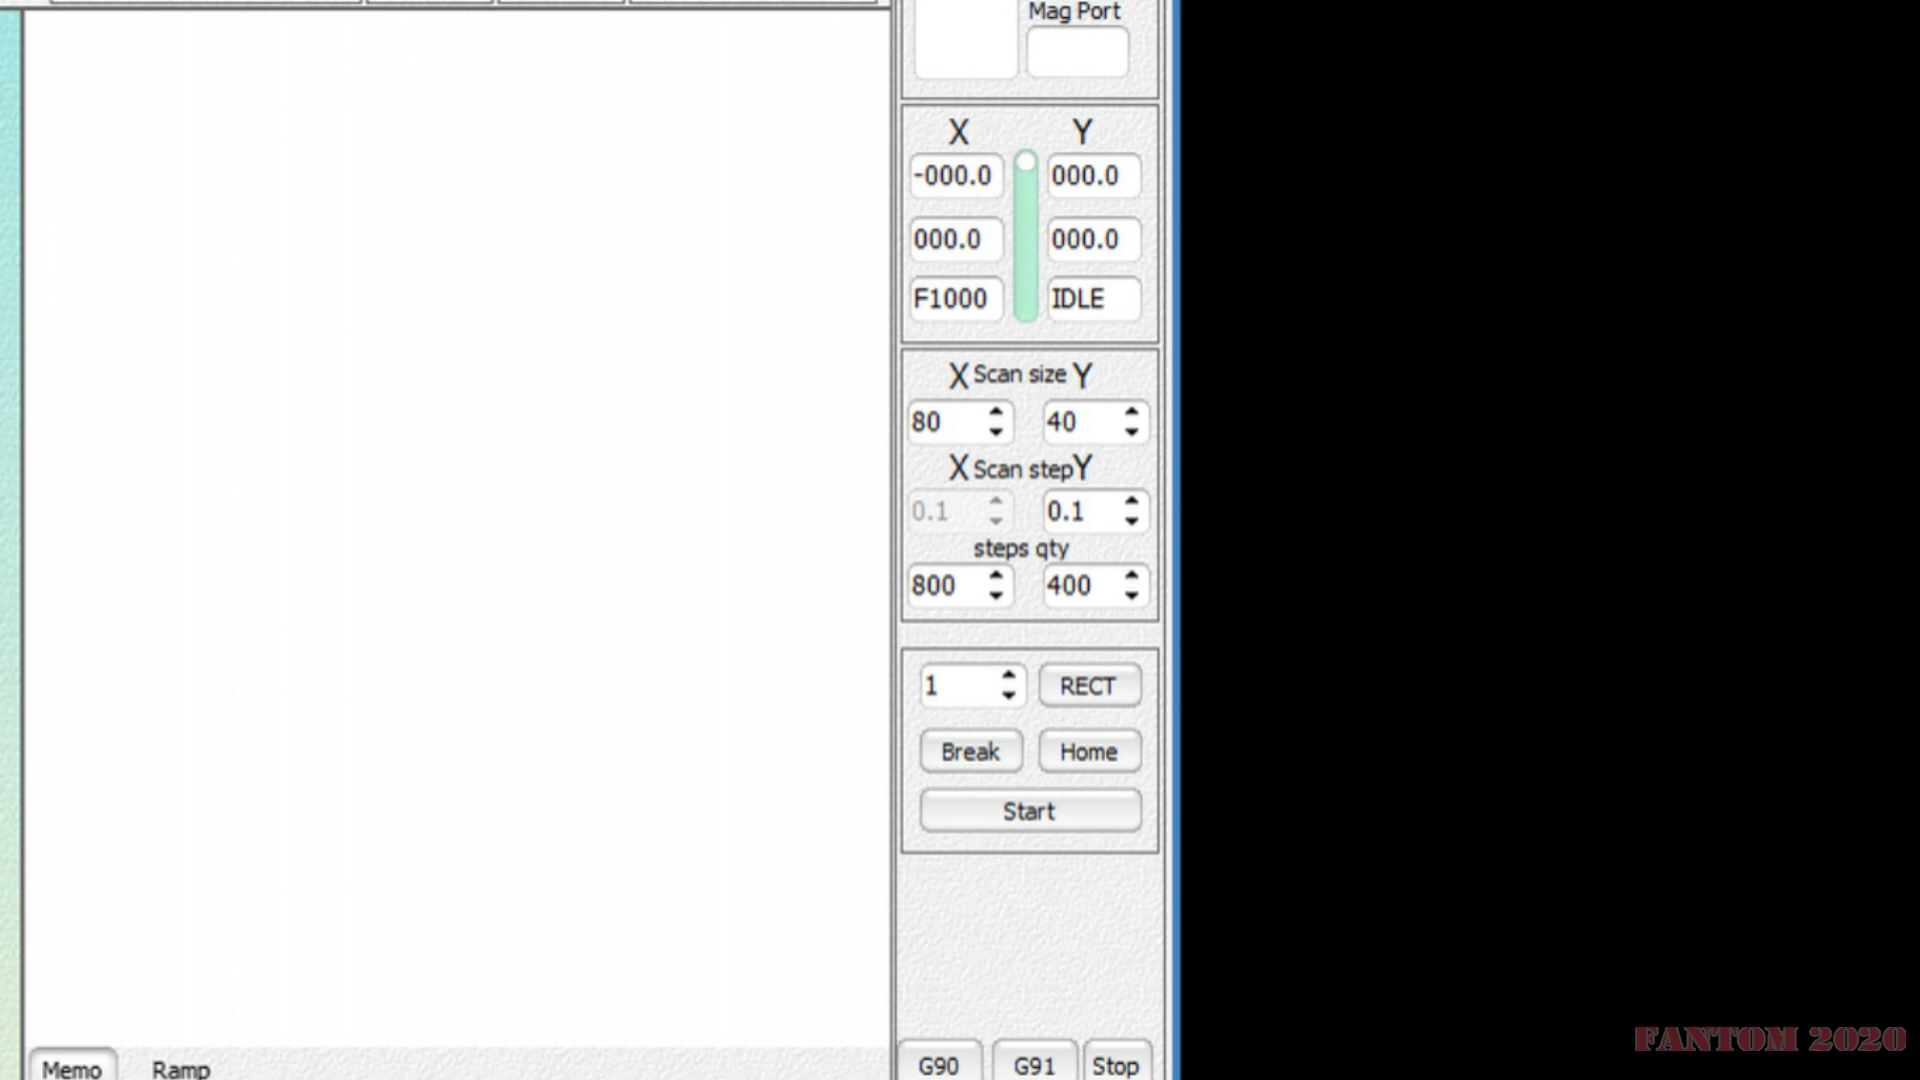 Mag Port
X Y
-000.0 000.0
000.0 000.0
F1000 IDLE
X Scan size Y
80 40
X Scan step Y
0.1 0.1
steps qty
800 400
1 RECT
Break Home
Start
Memo Ramp G90 G91 Stop
FANTOM 2020